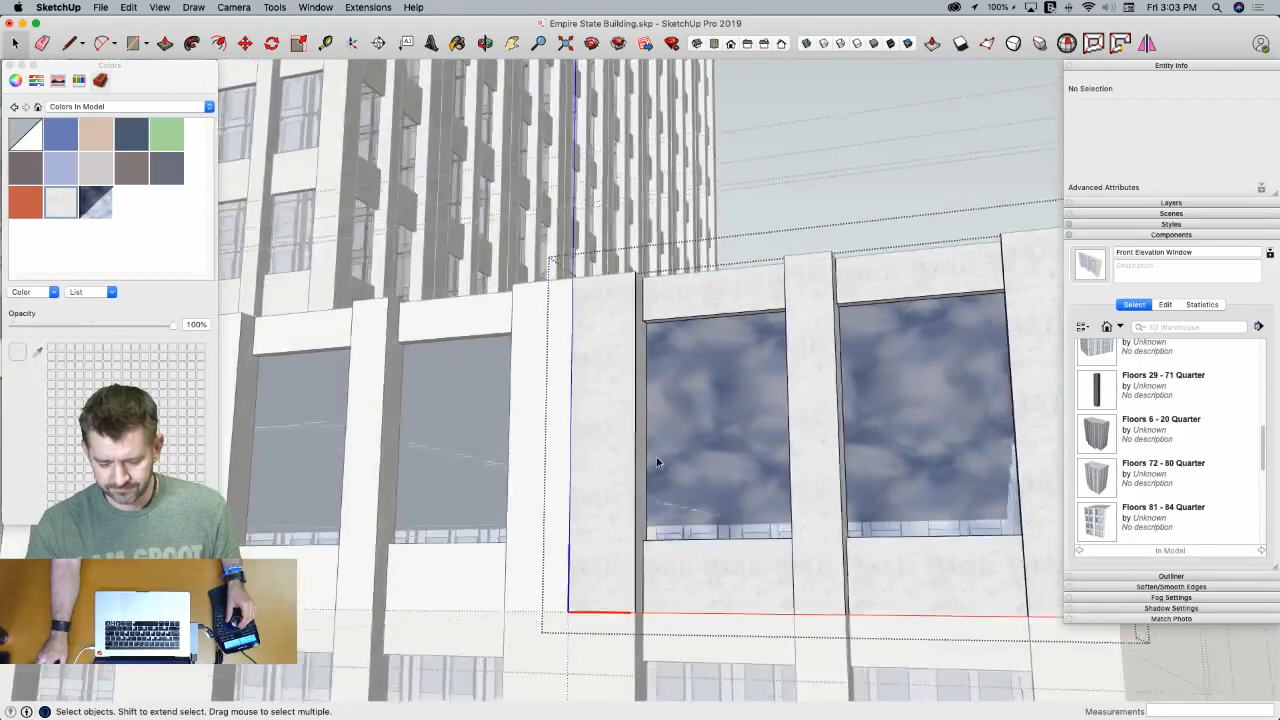 SketchUp File Edit View Draw Camera Tools Window Extensions Help
100% Fri 3:03 PM
Empire State Building.skp - SketchUp Pro 2019
Colors
Colors In Model
Color
List
Opacity
100%
Entity Info
No Selection
Advanced Attributes
Layers
Scenes
Styles
Components
Front Elevation Window
Description
Select Edit Statistics
3D Warehouse
by Unknown
No description
Floors 29 - 71 Quarter
by Unknown
No description
Floors 6 - 20 Quarter
by Unknown
No description
Floors 72 - 80 Quarter
by Unknown
No description
Floors 81 - 84 Quarter
by Unknown
No description
In Model
Outliner
Soften/Smooth Edges
Fog Settings
Shadow Settings
Match Photo
Select objects. Shift to extend select. Drag mouse to select multiple.
Measurements